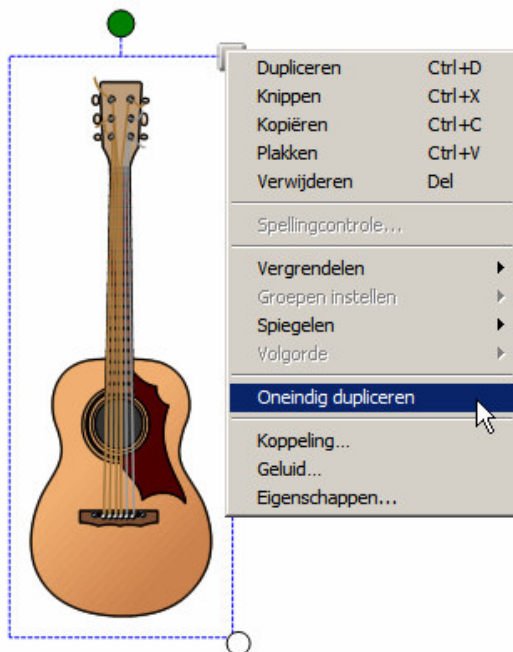 Dupliceren Ctrl+D
Knippen Ctrl+X
Kopiëren Ctrl+C
Plakken Ctrl+V
Verwijderen Del
Spellingcontrole...
Vergrendelen
Groepen instellen
Spiegelen
Volgorde
Oneindig dupliceren
Koppeling...
Geluid...
Eigenschappen...